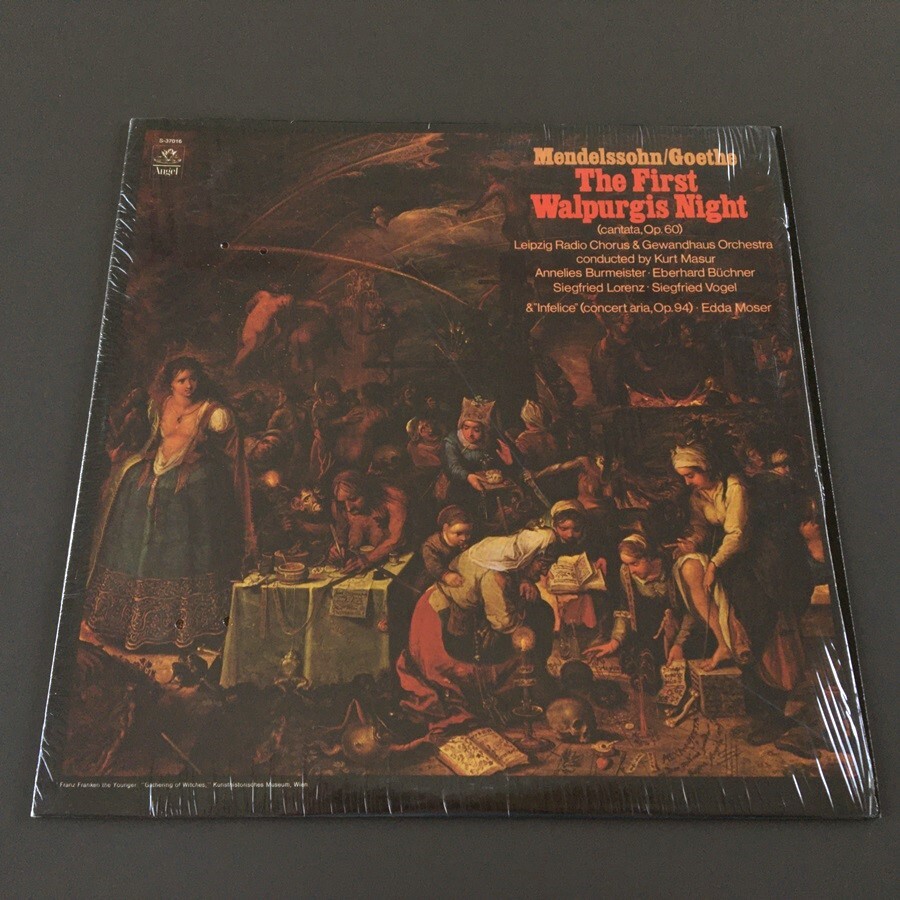 S-37016
Angel
Mendelssohn/Goethe
The First
Walpurgis Night
(cantata, Op. 60)
Leipzig Radio Chorus & Gewandhaus Orchestra
conducted by Kurt Masur
Annelies Burmeister · Eberhard Büchner
Siegfried Lorenz · Siegfried Vogel
& "Infelice" (concert aria, Op. 94) · Edda Moser
Franz Franken the Younger: "Gathering of Witches," Kunsthistorisches Museum, Wien